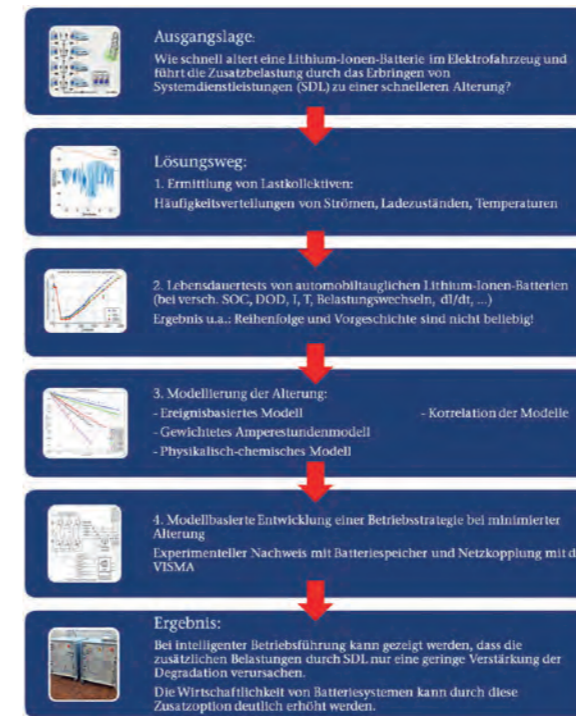 Ausgangslage:
Wie schnell altert eine Lithium-Ionen-Batterie im Elektrofahrzeug und
führt die Zusatzbelastung durch das Erbringen von
Systemdienstleistungen (SDL) zu einer schnelleren Alterung?
Lösungsweg:
1. Ermittlung von Lastkollektiven:
Häufigkeitsverteilungen von Strömen, Ladezuständen, Temperaturen
2. Lebensdauertests von automobiltauglichen Lithium-Ionen-Batterien
(bei versch. SOC, DOD, I, T, Belastungswechseln, dI/dt, ...)
Ergebnis u.a.: Reihenfolge und Vorgeschichte sind nicht beliebig!
3. Modellierung der Alterung:
- Ereignisbasiertes Modell - Korrelation der Modelle
- Gewichtetes Amperestundenmodell
- Physikalisch-chemisches Modell
4. Modellbasierte Entwicklung einer Betriebsstrategie bei minimierter
Alterung
Experimenteller Nachweis mit Batteriespeicher und Netzkopplung mit d
VISMA
Ergebnis:
Bei intelligenter Betriebsführung kann gezeigt werden, dass die
zusätzlichen Belastungen durch SDL nur eine geringe Verstärkung der
Degradation verursachen.
Die Wirtschaftlichkeit von Batteriesystemen kann durch diese
Zusatzoption deutlich erhöht werden.